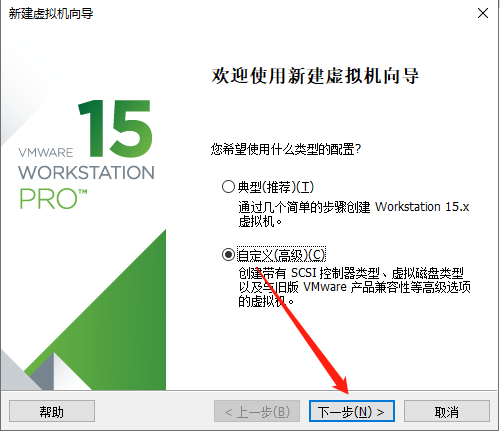 新建虚拟机向导
欢迎使用新建虚拟机向导
15
VMWARE
WORKSTATION
PRO™
您希望使用什么类型的配置?
典型(推荐)(T)
通过几个简单的步骤创建 Workstation 15.x
虚拟机。
自定义(高级)(C)
创建带有 SCSI 控制器类型、虚拟磁盘类型
以及与旧版 VMware 产品兼容性等高级选项
的虚拟机。
帮助
< 上一步(B)
下一步(N) >
取消